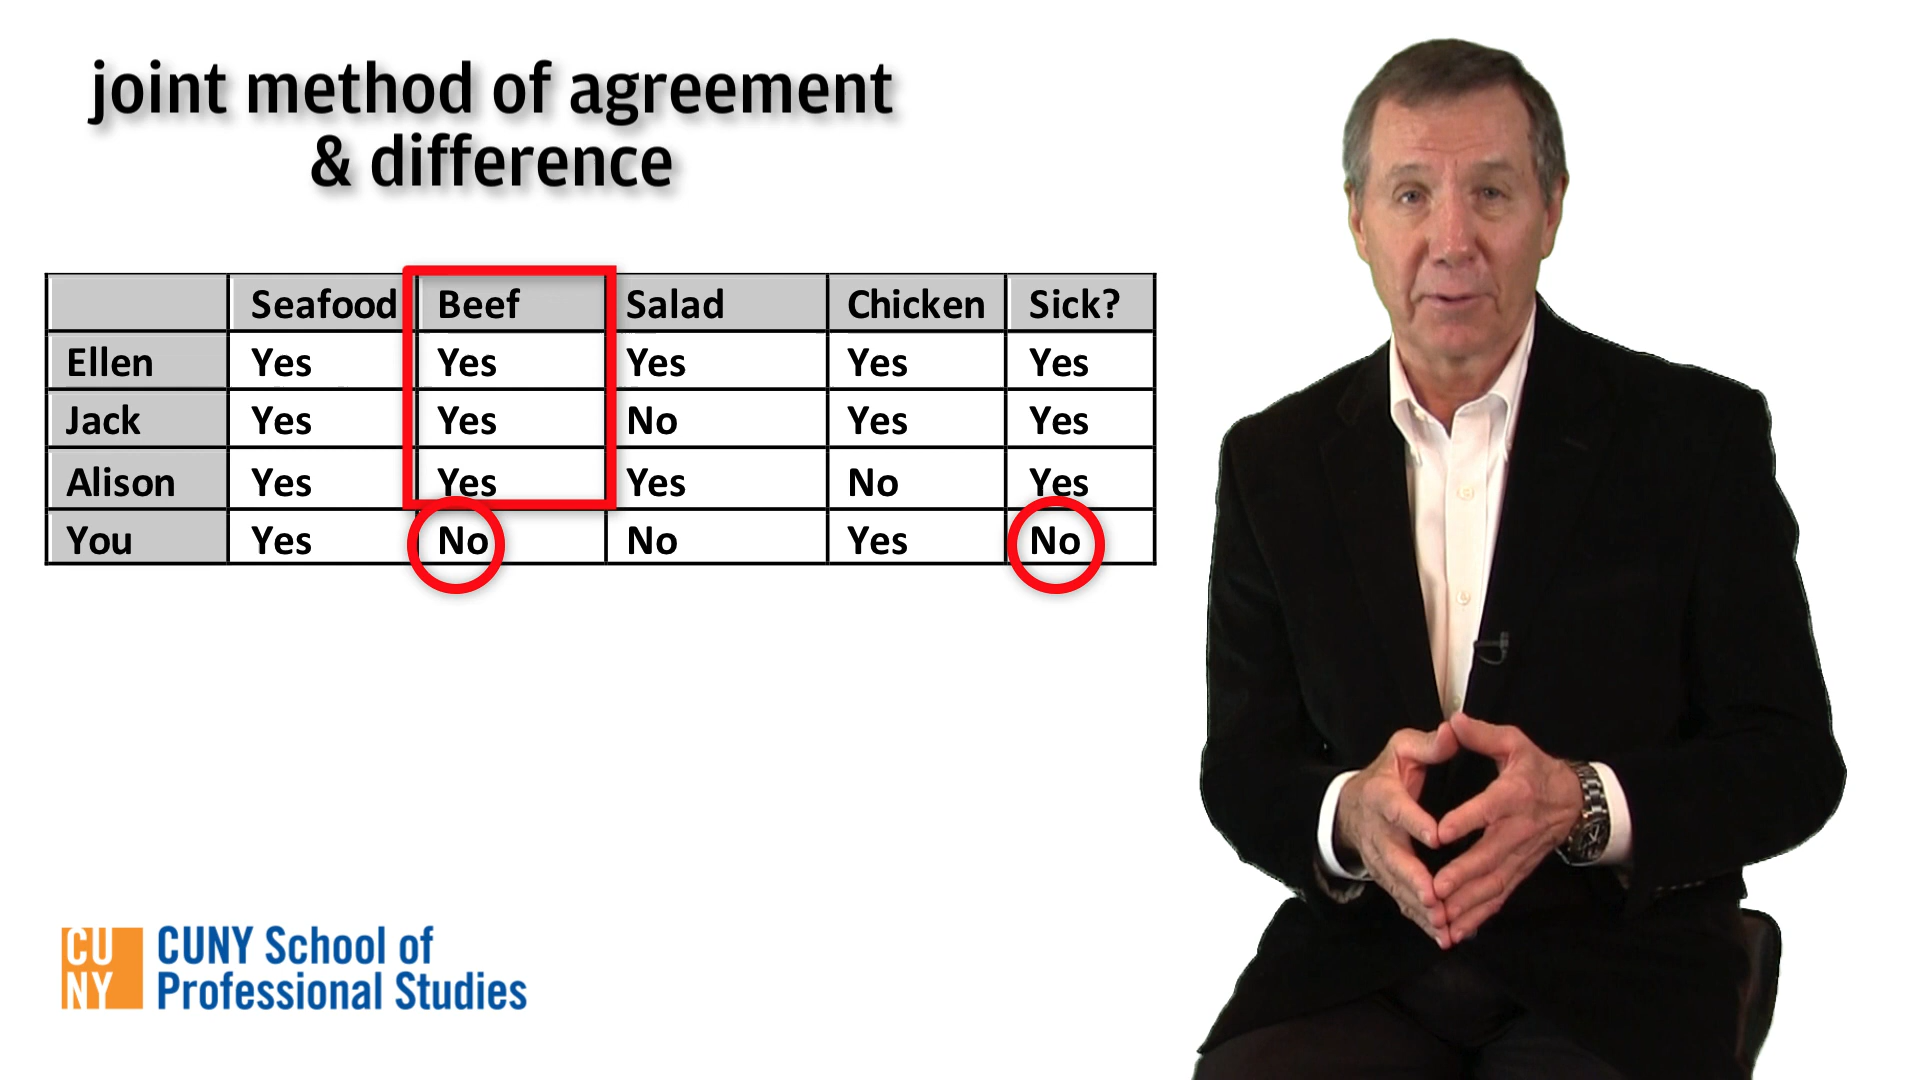 joint method of agreement
& difference
Seafood Beef Salad Chicken Sick?
Ellen Yes Yes Yes Yes Yes
Jack Yes Yes No Yes Yes
Alison Yes Yes Yes No Yes
You Yes No No Yes No
CU
NY
CUNY School of
Professional Studies